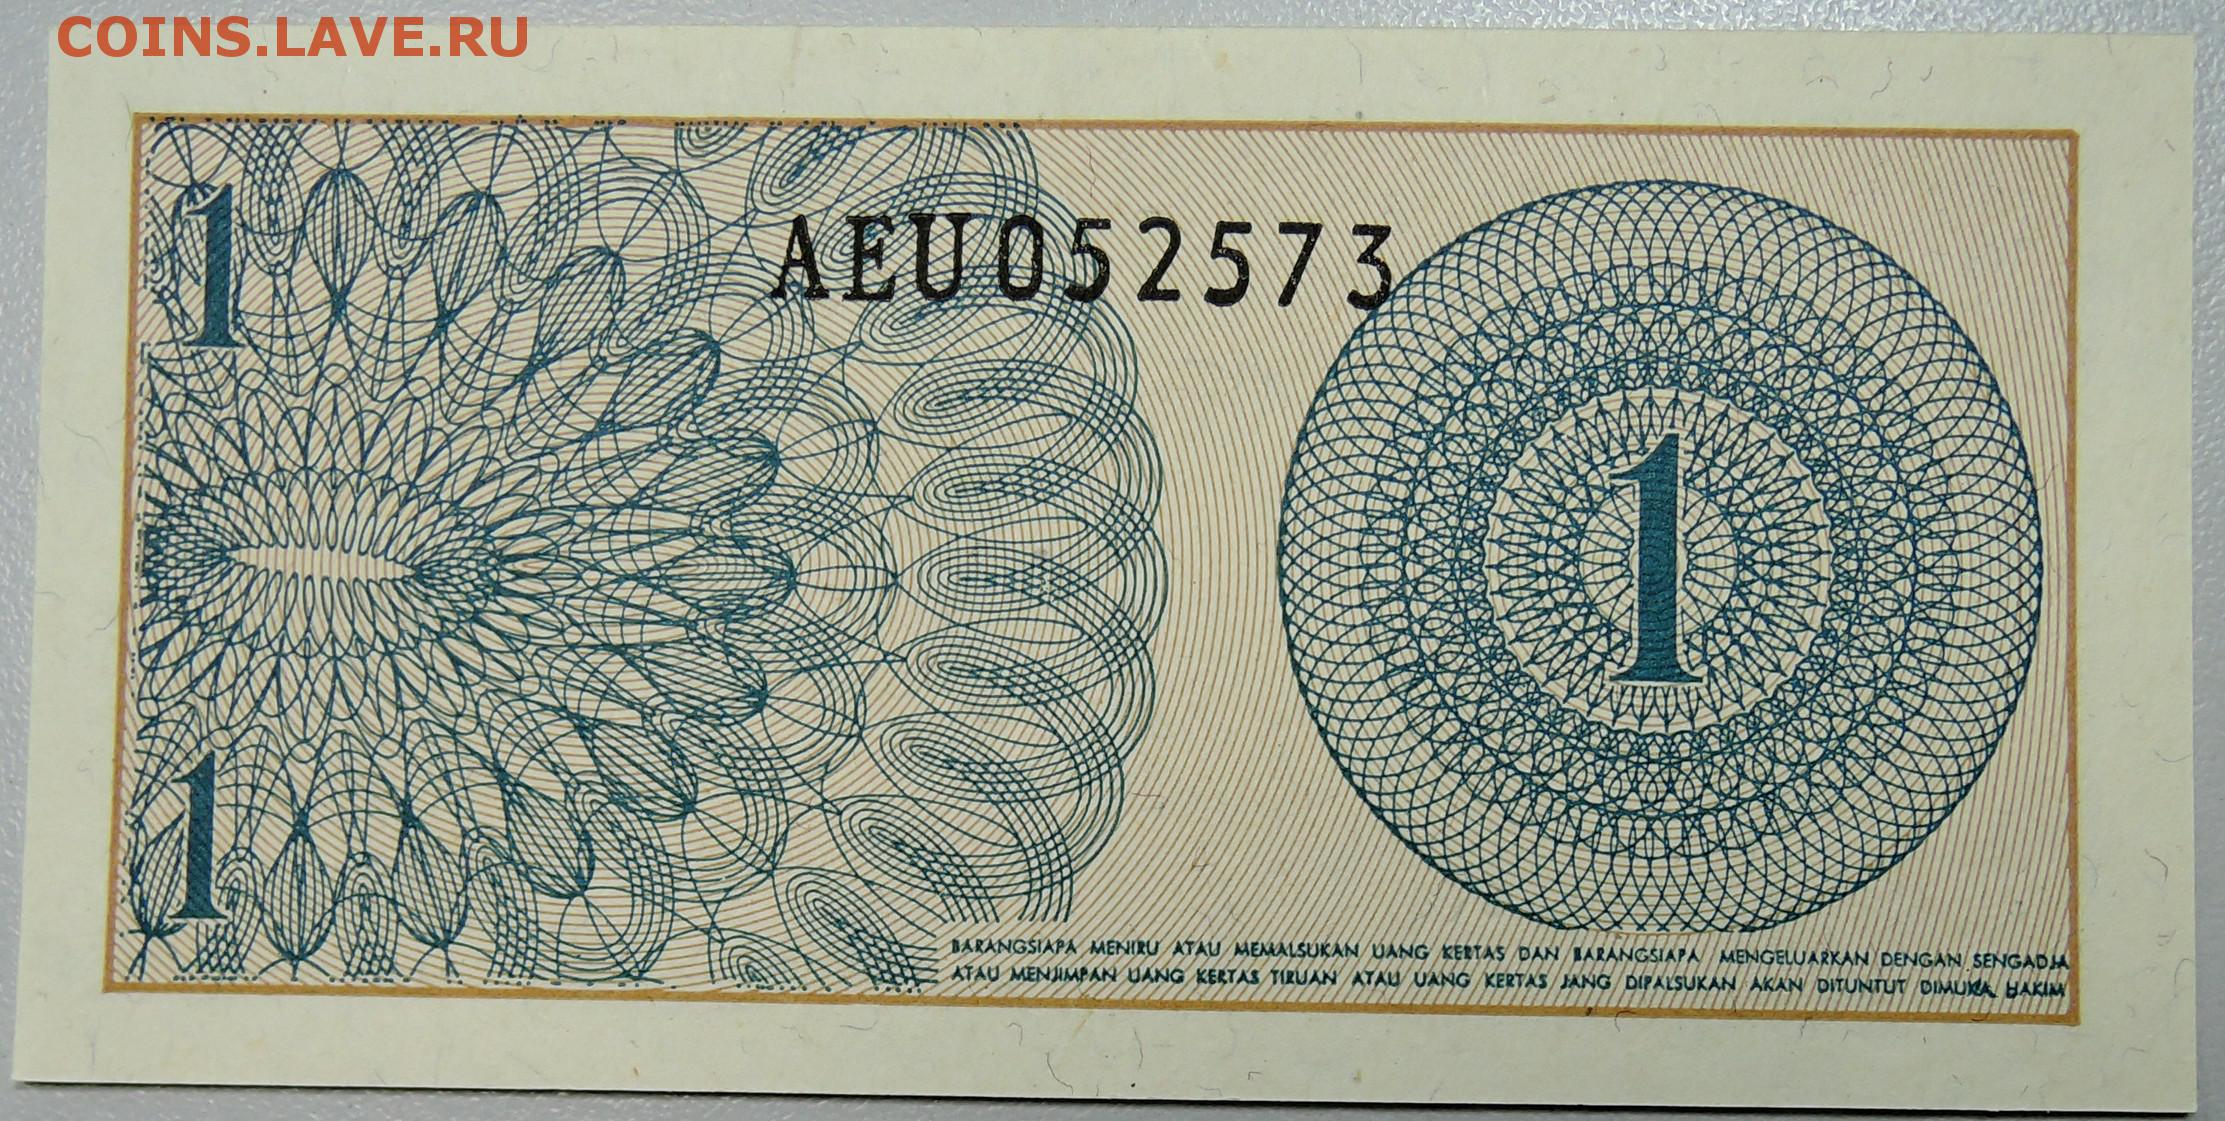 COINS.LAVE.RU
AEU052573
1
1
1
BARANGSIAPA MENIRU ATAU MEMALSUKAN UANG KERTAS DAN BARANGSIAPA MENGELUARKAN DENGAN SENGADJA
ATAU MENJIMPAN UANG KERTAS TIRUAN ATAU UANG KERTAS JANG DIPALSUKAN AKAN DITUNTUT DIMUKA HAKIM